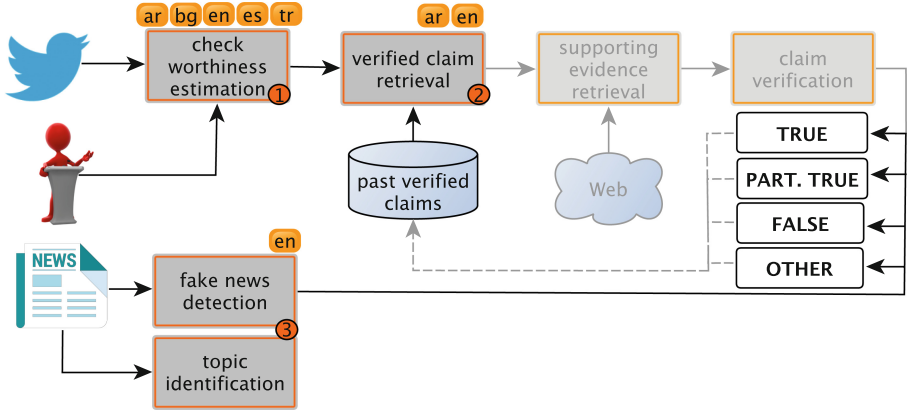 ar bg en es tr
check
worthiness
estimation
1
ar en
verified claim
retrieval
2
supporting
evidence
retrieval
claim
verification
past verified
claims
Web
TRUE
PART. TRUE
FALSE
OTHER
NEWS
en
fake news
detection
3
topic
identification